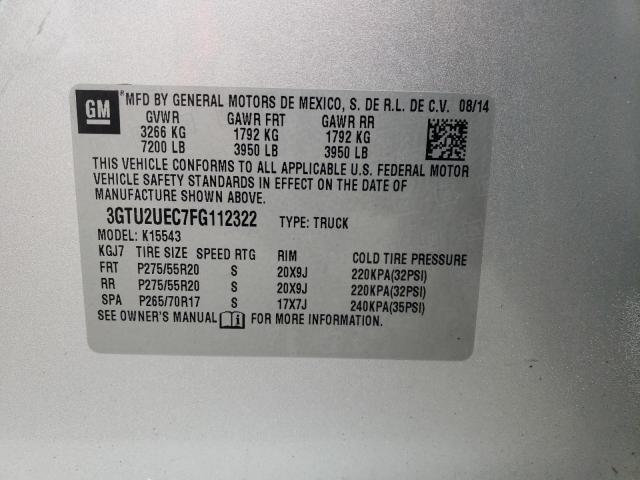 GM ® MFD BY GENERAL MOTORS DE MEXICO, S. DE R.L. DE C.V. 08/14
GVWR GAWR FRT GAWR RR
3266 KG 1792 KG 1792 KG
7200 LB 3950 LB 3950 LB
THIS VEHICLE CONFORMS TO ALL APPLICABLE U.S. FEDERAL MOTOR
VEHICLE SAFETY STANDARDS IN EFFECT ON THE DATE OF
MANUFACTURE SHOWN ABOVE.
3GTU2UEC7FG112322 TYPE: TRUCK
MODEL: K15543
KGJ7 TIRE SIZE SPEED RTG RIM COLD TIRE PRESSURE
FRT P275/55R20 S 20X9J 220KPA(32PSI)
RR P275/55R20 S 20X9J 220KPA(32PSI)
SPA P265/70R17 S 17X7J 240KPA(35PSI)
SEE OWNER'S MANUAL i FOR MORE INFORMATION.